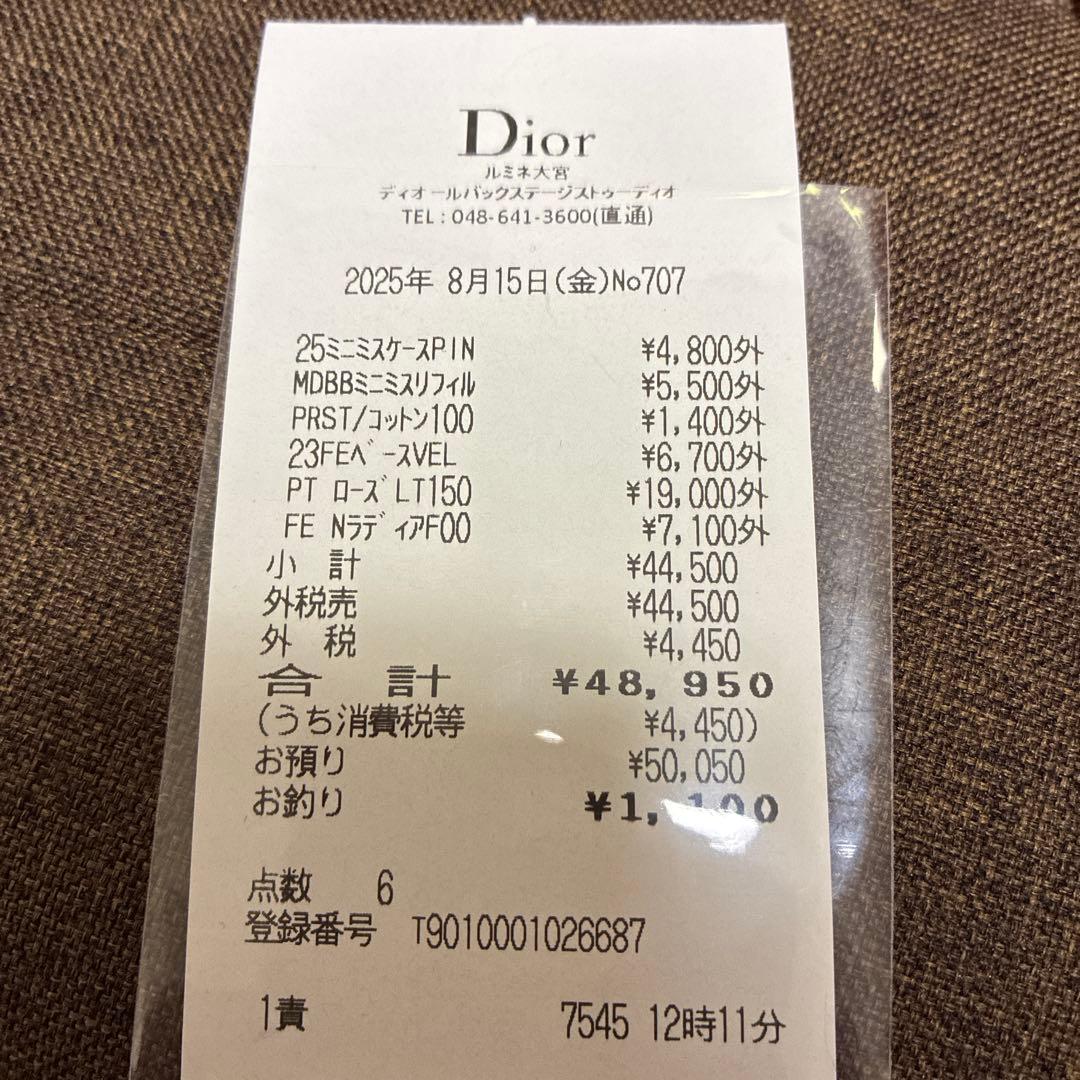 Dior
ルミネ大宮
ディオールバックステージストゥーディオ
TEL : 048-641-3600(直通)
2025年 8月15日(金)No707
25ミニミスケースPIN ¥4,800外
MDBBミニミスリフィル ¥5,500外
PRST/コットン100 ¥1,400外
23FEベースVEL ¥6,700外
PT ローズLT150 ¥19,000外
FE NラディアF00 ¥7,100外
小 計 ¥44,500
外税売 ¥44,500
外 税 ¥4,450
合 計 ¥48,950
(うち消費税等 ¥4,450)
お預り ¥50,050
お釣り ¥1,100
点数 6
登録番号 T9010001026687
1責 7545 12時11分